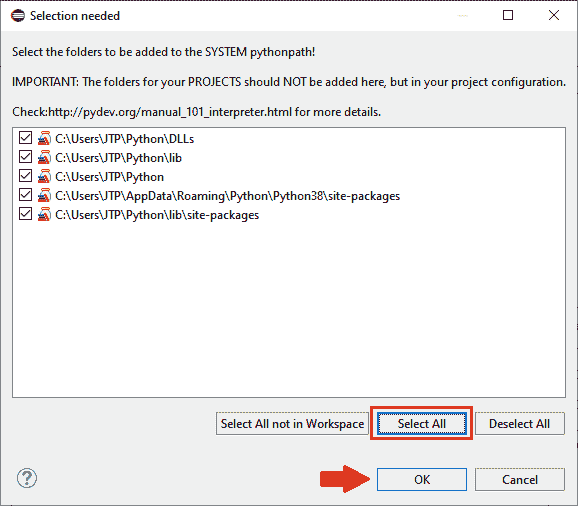 Selection needed
Select the folders to be added to the SYSTEM pythonpath!
IMPORTANT: The folders for your PROJECTS should NOT be added here, but in your project configuration.
Check:http://pydev.org/manual_101_interpreter.html for more details.
C:\Users\JTP\Python\DLLs
C:\Users\JTP\Python\lib
C:\Users\JTP\Python
C:\Users\JTP\AppData\Roaming\Python\Python38\site-packages
C:\Users\JTP\Python\lib\site-packages
Select All not in Workspace
Select All
Deselect All
?
OK
Cancel